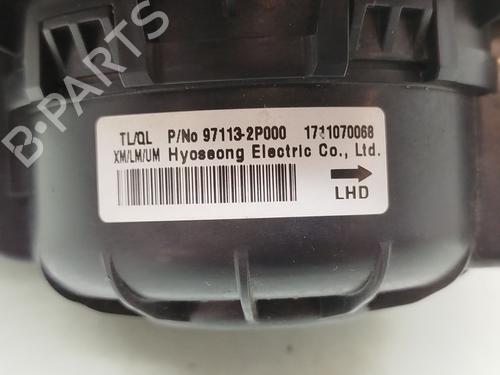 B-PARTS
TL/QL P/No 97113-2P000 1711070068
XM/LM/UM Hyoseong Electric Co., Ltd.
LHD